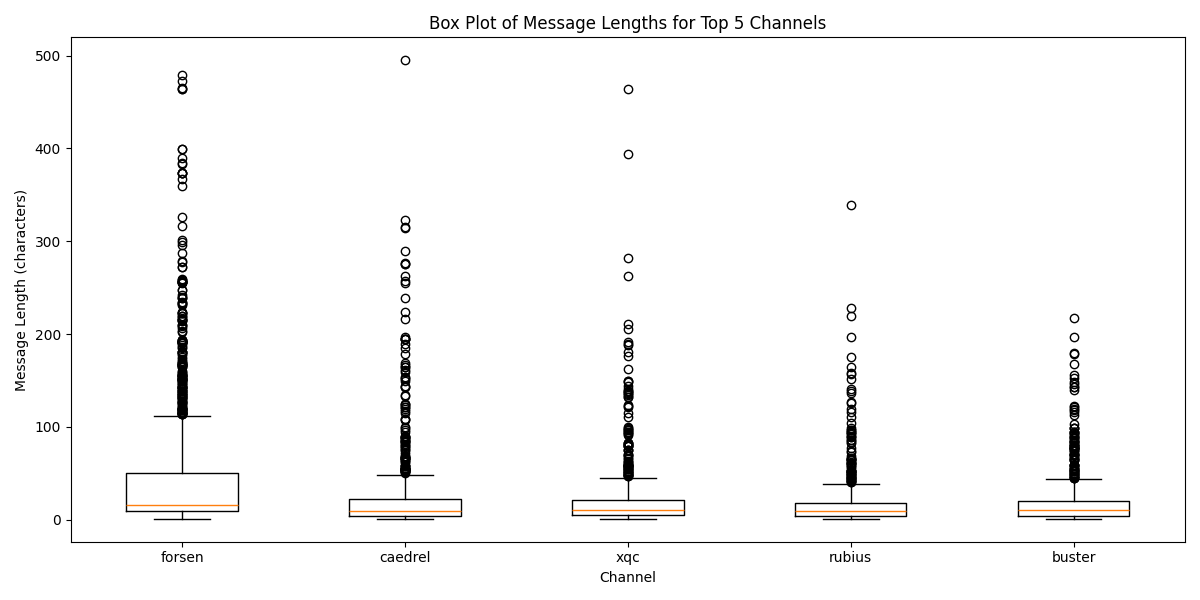 Box Plot of Message Lengths for Top 5 Channels
500
400
300
200
100
0
Message Length (characters)
forsen caedrel xqc rubius buster
Channel